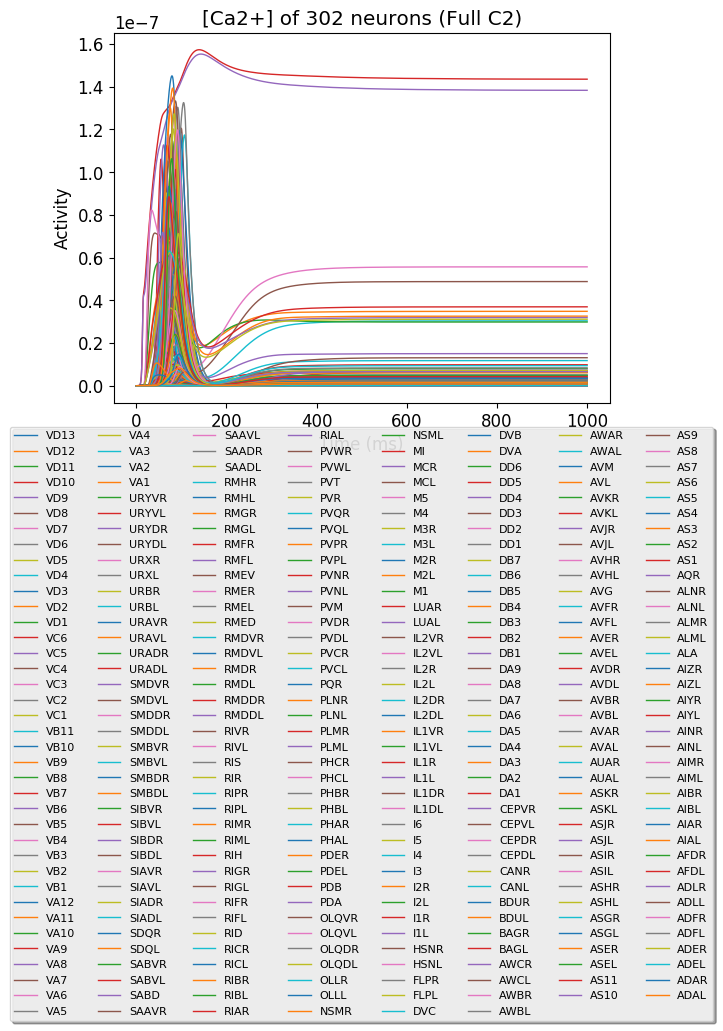 [Ca2+] of 302 neurons (Full C2)
1e−7
1.6
1.4
1.2
1.0
0.8
0.6
0.4
0.2
0.0
Activity
0 200 400 600 800 1000
Time (ms)
VD13 VA4 SAAVL RIAL NSML DVB AWAR AS9
VD12 VA3 SAADR PVWR MI DVA AWAL AS8
VD11 VA2 SAADL PVWL MCR DD6 AVM AS7
VD10 VA1 RMHR PVT MCL DD5 AVL AS6
VD9 URYVR RMHL PVR M5 DD4 AVKR AS5
VD8 URYVL RMGR PVQR M4 DD3 AVKL AS4
VD7 URYDR RMGL PVQL M3R DD2 AVJR AS3
VD6 URYDL RMFR PVPR M3L DD1 AVJL AS2
VD5 URXR RMFL PVPL M2R DB7 AVHR AS1
VD4 URXL RMEV PVNR M2L DB6 AVHL AQR
VD3 URBR RMER PVNL M1 DB5 AVG ALNR
VD2 URBL RMEL PVM LUAR DB4 AVFR ALNL
VD1 URAVR RMED PVDR LUAL DB3 AVFL ALMR
VC6 URAVL RMDVR PVDL IL2VR DB2 AVER ALML
VC5 URADR RMDVL PVCR IL2VL DB1 AVEL ALA
VC4 URADL RMDR PVCL IL2R DA9 AVDR AIZR
VC3 SMDVR RMDL PQR IL2L DA8 AVDL AIZL
VC2 SMDVL RMDDR PLNR IL2DR DA7 AVBR AIYR
VC1 SMDDR RMDDL PLNL IL2DL DA6 AVBL AIYL
VB11 SMDDL RIVR PLMR IL1VR DA5 AVAR AINR
VB10 SMBVR RIVL PLML IL1VL DA4 AVAL AINL
VB9 SMBVL RIS PHCR IL1R DA3 AUAR AIMR
VB8 SMBDR RIR PHCL IL1L DA2 AUAL AIML
VB7 SMBDL RIPR PHBR IL1DR DA1 ASKR AIBR
VB6 SIBVR RIPL PHBL IL1DL CEPVR ASKL AIBL
VB5 SIBVL RIMR PHAR I6 CEPVL ASJR AIAR
VB4 SIBDR RIML PHAL I5 CEPDR ASJL AIAL
VB3 SIBDL RIH PDER I4 CEPDL ASIR AFDR
VB2 SIAVR RIGR PDEL I3 CANR ASIL AFDL
VB1 SIAVL RIGL PDB I2R CANL ASHR ADLR
VA12 SIADR RIFR PDA I2L BDUR ASHL ADLL
VA11 SIADL RIFL OLQVR I1R BDUL ASGR ADFR
VA10 SDQR RID OLQVL I1L BAGR ASGL ADFL
VA9 SDQL RICR OLQDR HSNR BAGL ASER ADER
VA8 SABVR RICL OLQDL HSNL AWCR ASEL ADEL
VA7 SABVL RIBR OLLR FLPR AWCL AS11 ADAR
VA6 SABD RIBL OLLL FLPL AWBR AS10 ADAL
VA5 SAAVR RIAR NSMR DVC AWBL